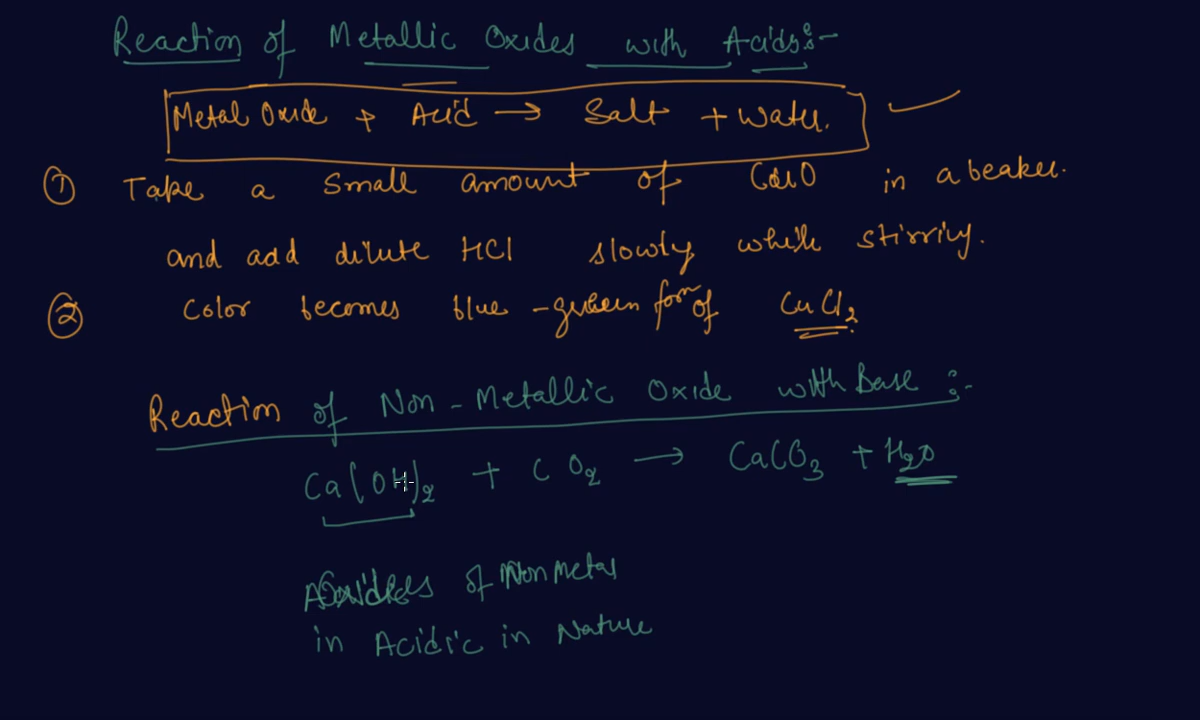 Reaction of Metallic Oxides with Acids:-
Metal Oxide + Acid → Salt + Water.
① Take a small amount of CuO in a beaker.
and add dilute HCl slowly while stirring.
② Color becomes blue-green form of CuCl₂
Reaction of Non-Metallic Oxide with Base :-
Ca(OH)₂ + CO₂ → CaCO₃ + H₂O
of Non metal
in Acidic in Nature